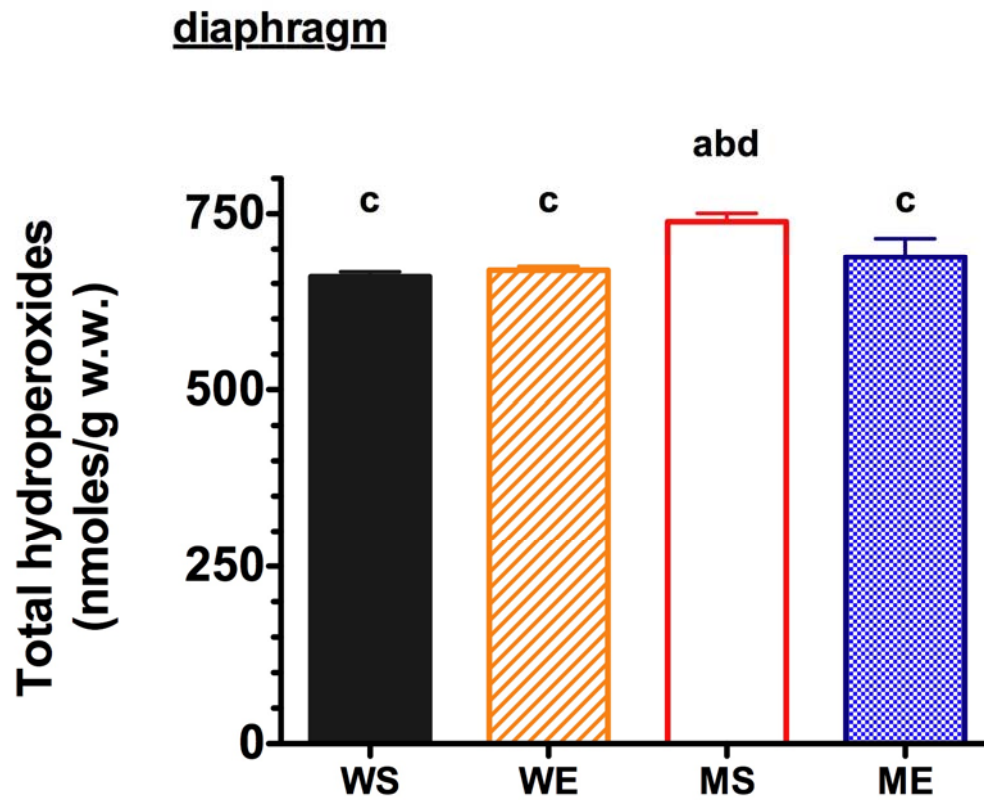 diaphragm
abd
c
c
c
Total hydroperoxides
(nmoles/g w.w.)
750
500
250
0
WS
WE
MS
ME